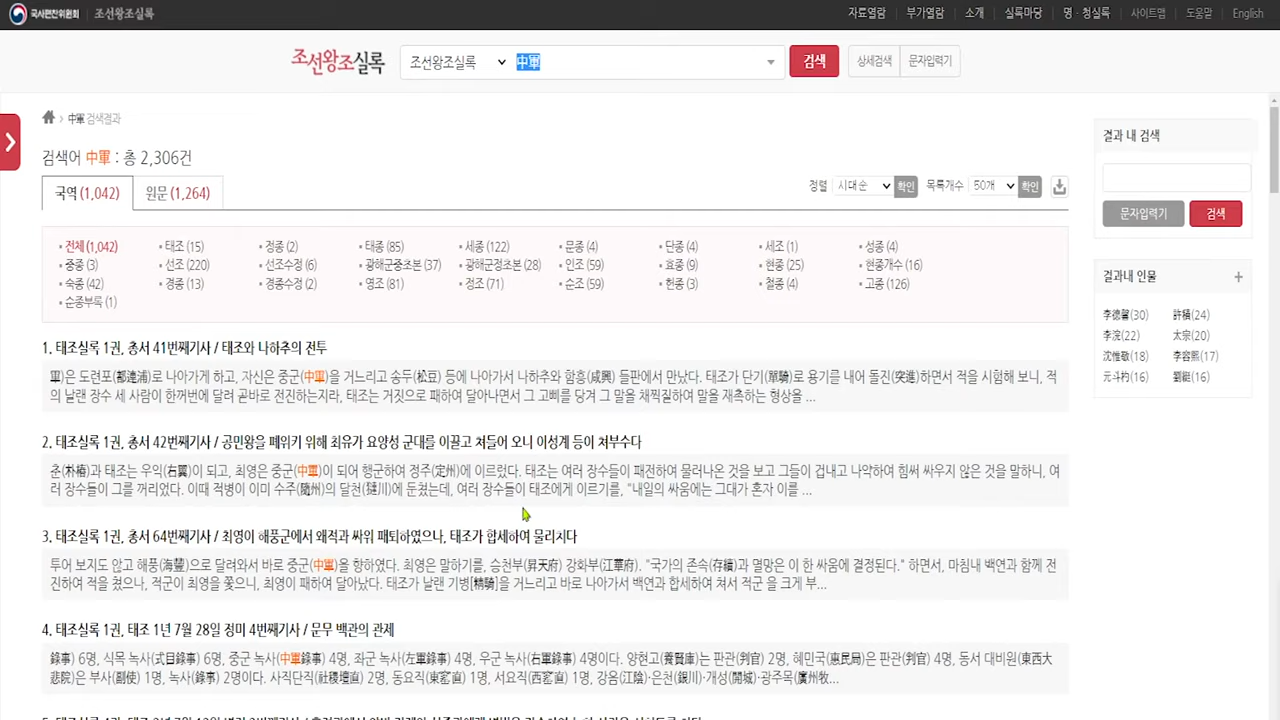 국사편찬위원회 조선왕조실록 자료열람 부가열람 소개 실록마당 명·청실록 사이트맵 도움말 English
조선왕조실록 조선왕조실록 中軍 검색 상세검색 문자입력기
中軍 검색결과
검색어 中軍 : 총 2,306건
국역 (1,042) 원문 (1,264) 정렬 시대순 확인 목록개수 50개 확인
전체 (1,042) 태조 (15) 정종 (2) 태종 (85) 세종 (122) 문종 (4) 단종 (4) 세조 (1) 성종 (4)
중종 (3) 선조 (220) 선조수정 (6) 광해군중초본 (37) 광해군정초본 (28) 인조 (59) 효종 (9) 현종 (25) 현종개수 (16)
숙종 (42) 경종 (13) 경종수정 (2) 영조 (81) 정조 (71) 순조 (59) 헌종 (3) 철종 (4) 고종 (126)
순종부록 (1)
1. 태조실록 1권, 총서 41번째기사 / 태조와 나하추의 전투
軍)은 도련포(都連浦)로 나아가게 하고, 자신은 중군(中軍)을 거느리고 송두(松豆) 등에 나아가서 나하추와 함흥(咸興) 들판에서 만났다. 태조가 단기(單騎)로 용기를 내어 돌진(突進)하면서 적을 시험해 보니, 적
의 날랜 장수 세 사람이 한꺼번에 달려 곧바로 전진하는지라, 태조는 거짓으로 패하여 달아나면서 그 고삐를 당겨 그 말을 채찍질하여 말을 재촉하는 형상을 ...
2. 태조실록 1권, 총서 42번째기사 / 공민왕을 폐위키 위해 최유가 요양성 군대를 이끌고 쳐들어 오니 이성계 등이 쳐부수다
춘(朴椿)과 태조는 우익(右翼)이 되고, 최영은 중군(中軍)이 되어 행군하여 정주(定州)에 이르렀다. 태조는 여러 장수들이 패전하여 물러나온 것을 보고 그들이 겁내고 나약하여 힘써 싸우지 않은 것을 말하니, 여
러 장수들이 그를 꺼리었다. 이때 적병이 이미 수주(隨州)의 달천(㺚川)에 둔쳤는데, 여러 장수들이 태조에게 이르기를, "내일의 싸움에는 그대가 혼자 이를 ...
3. 태조실록 1권, 총서 64번째기사 / 최영이 해풍군에서 왜적과 싸워 패퇴하였으나, 태조가 합세하여 물리치다
투어 보지도 않고 해풍(海豐)으로 달려와서 바로 중군(中軍)을 향하였다. 최영은 말하기를, 승천부(昇天府) 강화부(江華府). "국가의 존속(存續)과 멸망은 이 한 싸움에 결정된다." 하면서, 마침내 백연과 함께 전
진하여 적을 쳤으나, 적군이 최영을 쫓으니, 최영이 패하여 달아났다. 태조가 날랜 기병[精騎]을 거느리고 바로 나아가서 백연과 합세하여 쳐서 적군 을 크게 부...
4. 태조실록 1권, 태조 1년 7월 28일 정미 4번째기사 / 문무 백관의 관제
錄事) 6명, 식목 녹사(式目錄事) 6명, 중군 녹사(中軍錄事) 4명, 좌군 녹사(左軍錄事) 4명, 우군 녹사(右軍錄事) 4명이다. 양현고(養賢庫)는 판관(判官) 2명, 혜민국(惠民局)은 판관(判官) 4명, 동서 대비원(東西大
悲院)은 부사(副使) 1명, 녹사(錄事) 2명이다. 사직단직(社稷壇直) 2명, 동요직(東窰直) 1명, 서요직(西窰直) 1명, 강음(江陰)·은천(銀川)·개성(開城)·광주목(廣州牧...
결과 내 검색
문자입력기 검색
결과내 인물
李德馨(30) 許積(24)
李浣(22) 太宗(20)
沈惟敬(18) 李容熙(17)
元斗杓(16) 劉綎(16)